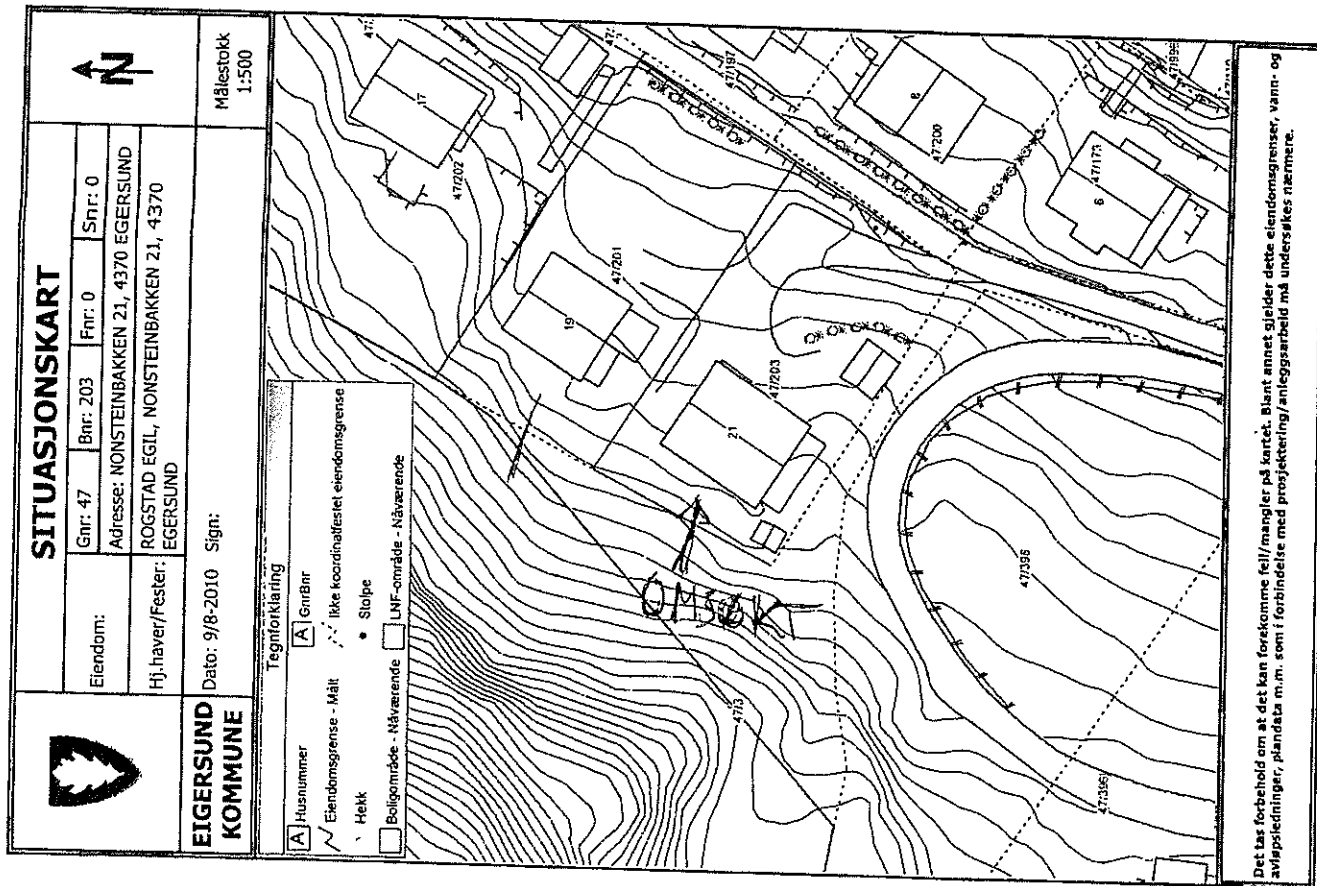 SITUASJONSKART
Eiendom:
Gnr: 47
Bnr: 203
Fnr: 0
Snr: 0
Adresse: NONSTEINBAKKEN 21, 4370 EGERSUND
Hj.haver/Fester:
ROGSTAD EGIL, NONSTEINBAKKEN 21, 4370
EGERSUND
N
EIGERSUND
KOMMUNE
Dato: 9/8-2010 Sign:
Målestokk
1:500
Tegnforklaring
A Husnummer
A GnrBnr
Eiendomsgrense - Målt
Ikke koordinatfestet eiendomsgrense
Hekk
Stolpe
Boligområde - Nåværende
LNF-område - Nåværende
17
47/202
47/197
19
47/201
8
47/200
47/173
6
21
47/203
OMSØK
47/3
47/398
47/396
Det tas forbehold om at det kan forekomme feil/mangler på kartet. Blant annet gjelder dette eiendomsgrenser, vann- og
avløpsledninger, plandata m.m. som i forbindelse med prosjektering/anleggsarbeid må undersøkes nærmere.